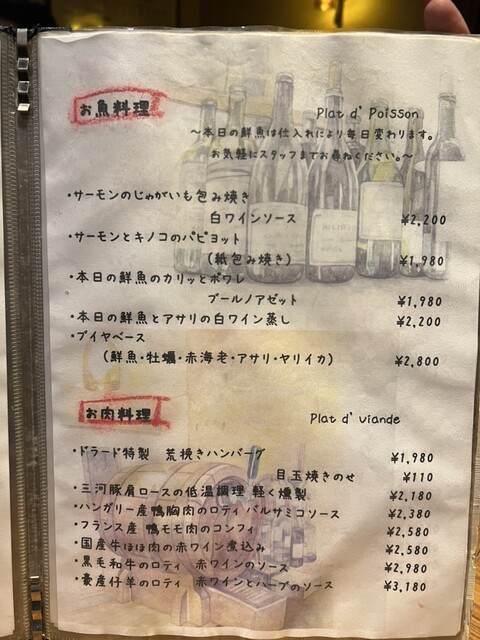 お魚料理
Plat d' Poisson
〜本日の鮮魚は仕入れにより毎日変わります。
お気軽にスタッフまでお尋ねください。〜
・サーモンのじゃがいも包み焼き
白ワインソース ¥2,200
・サーモンとキノコのパピヨット
(紙包み焼き) ¥1,980
・本日の鮮魚のカリッとポワレ
ブールノアゼット ¥1,980
・本日の鮮魚とアサリの白ワイン蒸し ¥2,200
・ブイヤベース
(鮮魚・牡蠣・赤海老・アサリ・ヤリイカ) ¥2,800
お肉料理
Plat d' viande
・ドラード特製 荒挽きハンバーグ ¥1,980
目玉焼きのせ ¥110
・三河豚肩ロースの低温調理 軽く燻製 ¥2,180
・ハンガリー産鴨胸肉のロティ バルサミコソース ¥2,380
・フランス産 鴨モモ肉のコンフィ ¥2,580
・国産牛ほほ肉の赤ワイン煮込み ¥2,580
・黒毛和牛のロティ 赤ワインのソース ¥2,980
・豪産仔羊のロティ 赤ワインとハーブのソース ¥3,180